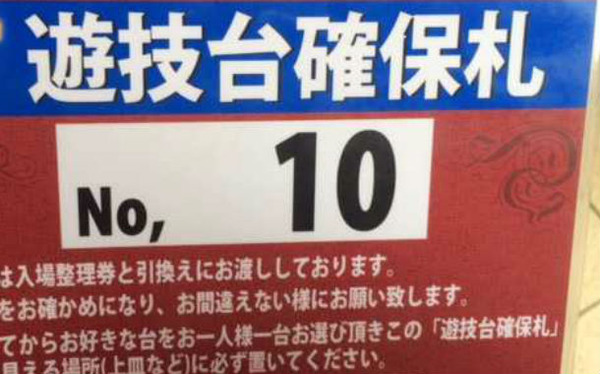 遊技台確保札
No, 10
は入場整理券と引換えにお渡ししております。
をお確かめになり、お間違えない様にお願い致します。
てからお好きな台をお一人様一台お選び頂きこの「遊技台確保札」
見える場所(上皿など)に必ず置いてください。